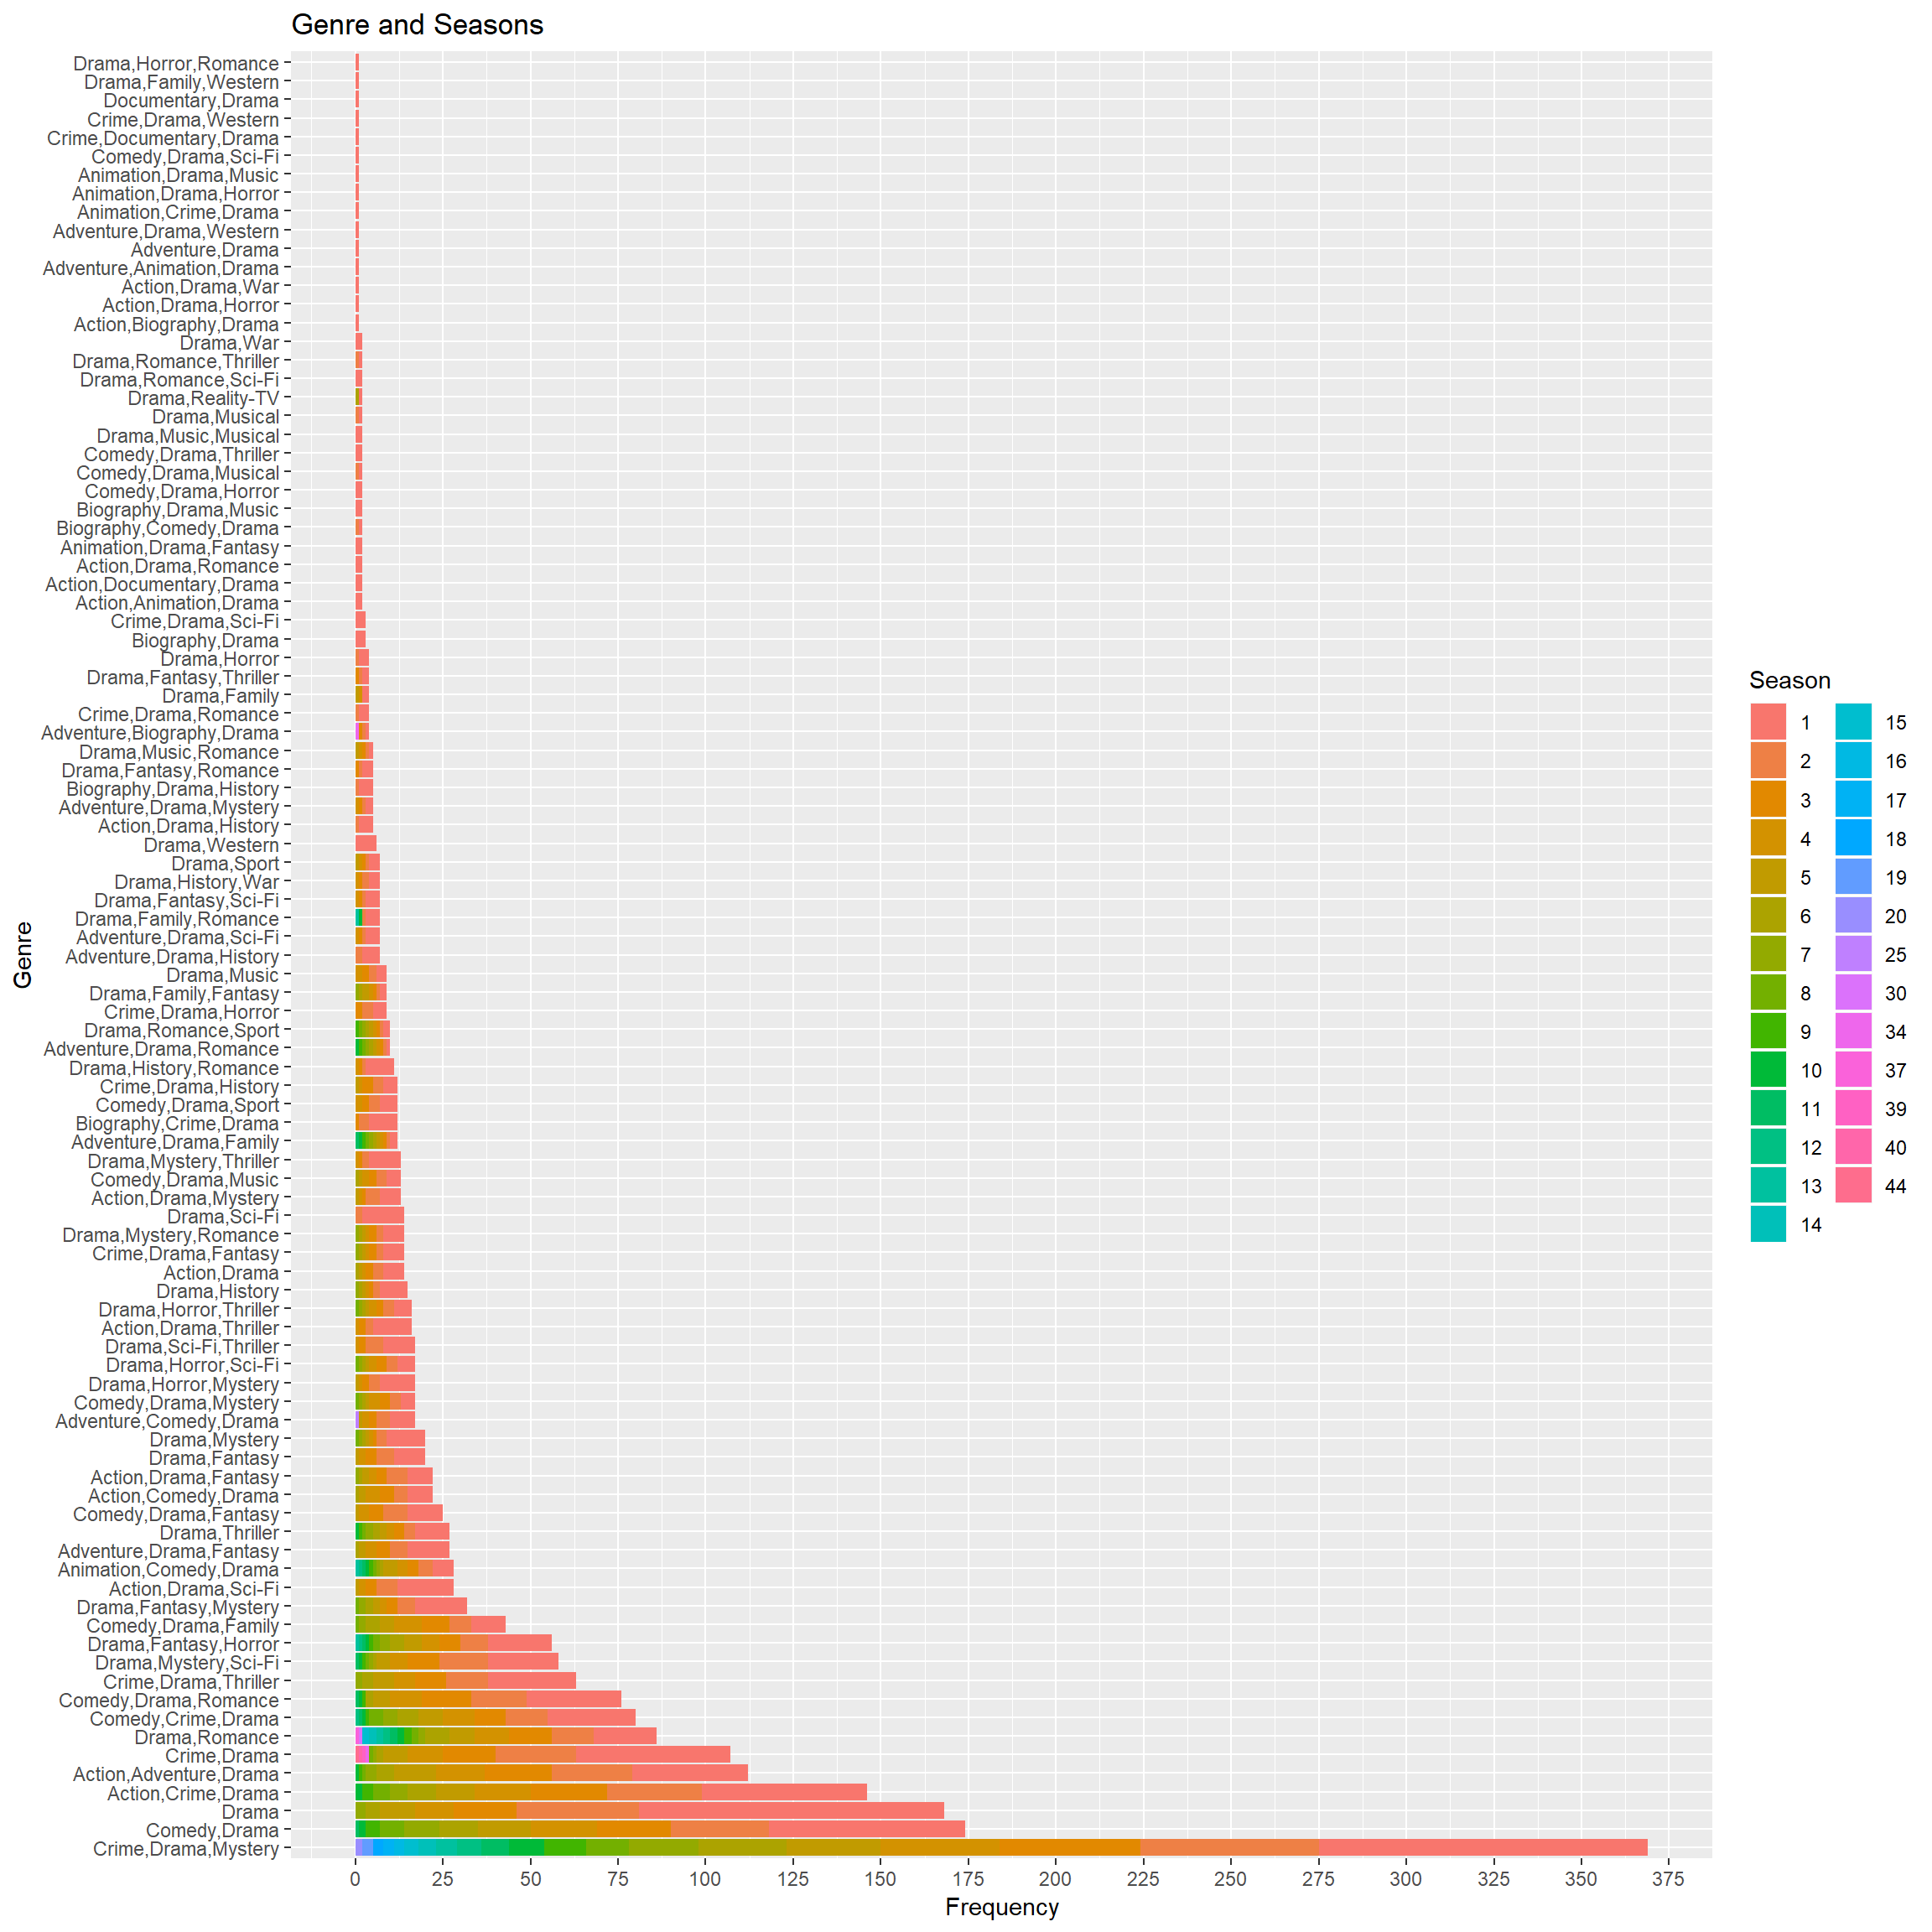 Genre and Seasons
Genre
Drama,Horror,Romance
Drama,Family,Western
Documentary,Drama
Crime,Drama,Western
Crime,Documentary,Drama
Comedy,Drama,Sci-Fi
Animation,Drama,Music
Animation,Drama,Horror
Animation,Crime,Drama
Adventure,Drama,Western
Adventure,Drama
Adventure,Animation,Drama
Action,Drama,War
Action,Drama,Horror
Action,Biography,Drama
Drama,War
Drama,Romance,Thriller
Drama,Romance,Sci-Fi
Drama,Reality-TV
Drama,Musical
Drama,Music,Musical
Comedy,Drama,Thriller
Comedy,Drama,Musical
Comedy,Drama,Horror
Biography,Drama,Music
Biography,Comedy,Drama
Animation,Drama,Fantasy
Action,Drama,Romance
Action,Documentary,Drama
Action,Animation,Drama
Crime,Drama,Sci-Fi
Biography,Drama
Drama,Horror
Drama,Fantasy,Thriller
Drama,Family
Crime,Drama,Romance
Adventure,Biography,Drama
Drama,Music,Romance
Drama,Fantasy,Romance
Biography,Drama,History
Adventure,Drama,Mystery
Action,Drama,History
Drama,Western
Drama,Sport
Drama,History,War
Drama,Fantasy,Sci-Fi
Drama,Family,Romance
Adventure,Drama,Sci-Fi
Adventure,Drama,History
Drama,Music
Drama,Family,Fantasy
Crime,Drama,Horror
Drama,Romance,Sport
Adventure,Drama,Romance
Drama,History,Romance
Crime,Drama,History
Comedy,Drama,Sport
Biography,Crime,Drama
Adventure,Drama,Family
Drama,Mystery,Thriller
Comedy,Drama,Music
Action,Drama,Mystery
Drama,Sci-Fi
Drama,Mystery,Romance
Crime,Drama,Fantasy
Action,Drama
Drama,History
Drama,Horror,Thriller
Action,Drama,Thriller
Drama,Sci-Fi,Thriller
Drama,Horror,Sci-Fi
Drama,Horror,Mystery
Comedy,Drama,Mystery
Adventure,Comedy,Drama
Drama,Mystery
Drama,Fantasy
Action,Drama,Fantasy
Action,Comedy,Drama
Comedy,Drama,Fantasy
Drama,Thriller
Adventure,Drama,Fantasy
Animation,Comedy,Drama
Action,Drama,Sci-Fi
Drama,Fantasy,Mystery
Comedy,Drama,Family
Drama,Fantasy,Horror
Drama,Mystery,Sci-Fi
Crime,Drama,Thriller
Comedy,Drama,Romance
Comedy,Crime,Drama
Drama,Romance
Crime,Drama
Action,Adventure,Drama
Action,Crime,Drama
Drama
Comedy,Drama
Crime,Drama,Mystery
0 25 50 75 100 125 150 175 200 225 250 275 300 325 350 375
Frequency
Season
1 15
2 16
3 17
4 18
5 19
6 20
7 25
8 30
9 34
10 37
11 39
12 40
13 44
14